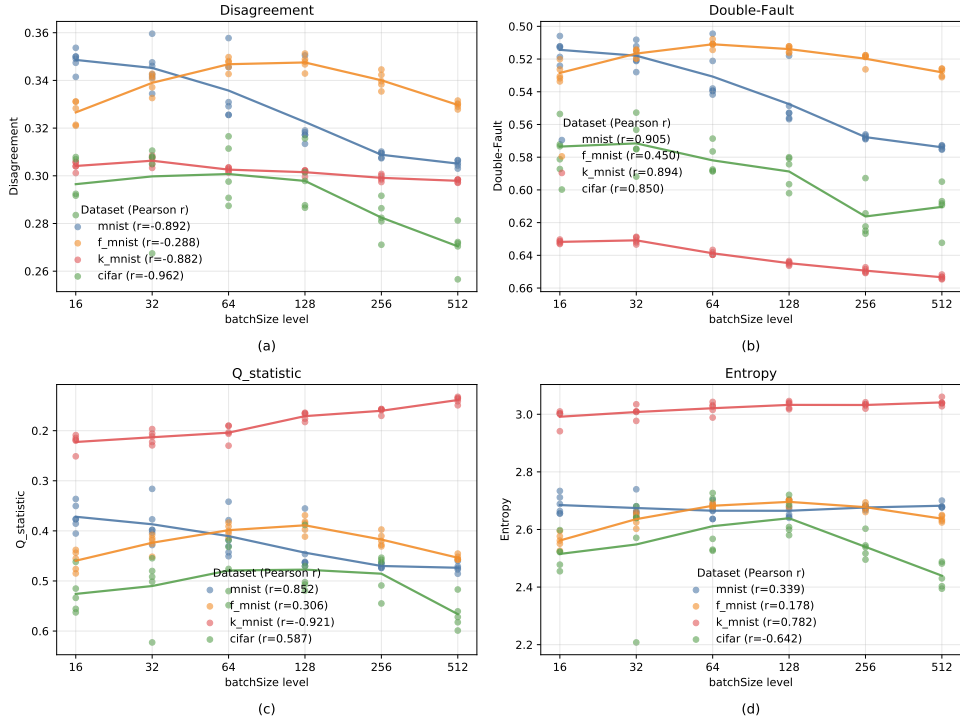 Disagreement
0.36
0.34
0.32
0.30
0.28
0.26
Disagreement
Dataset (Pearson r)
mnist (r=-0.892)
f_mnist (r=-0.288)
k_mnist (r=-0.882)
cifar (r=-0.962)
16 32 64 128 256 512
batchSize level
(a)
Double-Fault
0.50
0.52
0.54
0.56
0.58
0.60
0.62
0.64
0.66
Double-Fault
Dataset (Pearson r)
mnist (r=0.905)
f_mnist (r=0.450)
k_mnist (r=0.894)
cifar (r=0.850)
16 32 64 128 256 512
batchSize level
(b)
Q_statistic
0.2
0.3
0.4
0.5
0.6
Q_statistic
Dataset (Pearson r)
mnist (r=0.852)
f_mnist (r=0.306)
k_mnist (r=-0.921)
cifar (r=0.587)
16 32 64 128 256 512
batchSize level
(c)
Entropy
3.0
2.8
2.6
2.4
2.2
Entropy
Dataset (Pearson r)
mnist (r=0.339)
f_mnist (r=0.178)
k_mnist (r=0.782)
cifar (r=-0.642)
16 32 64 128 256 512
batchSize level
(d)